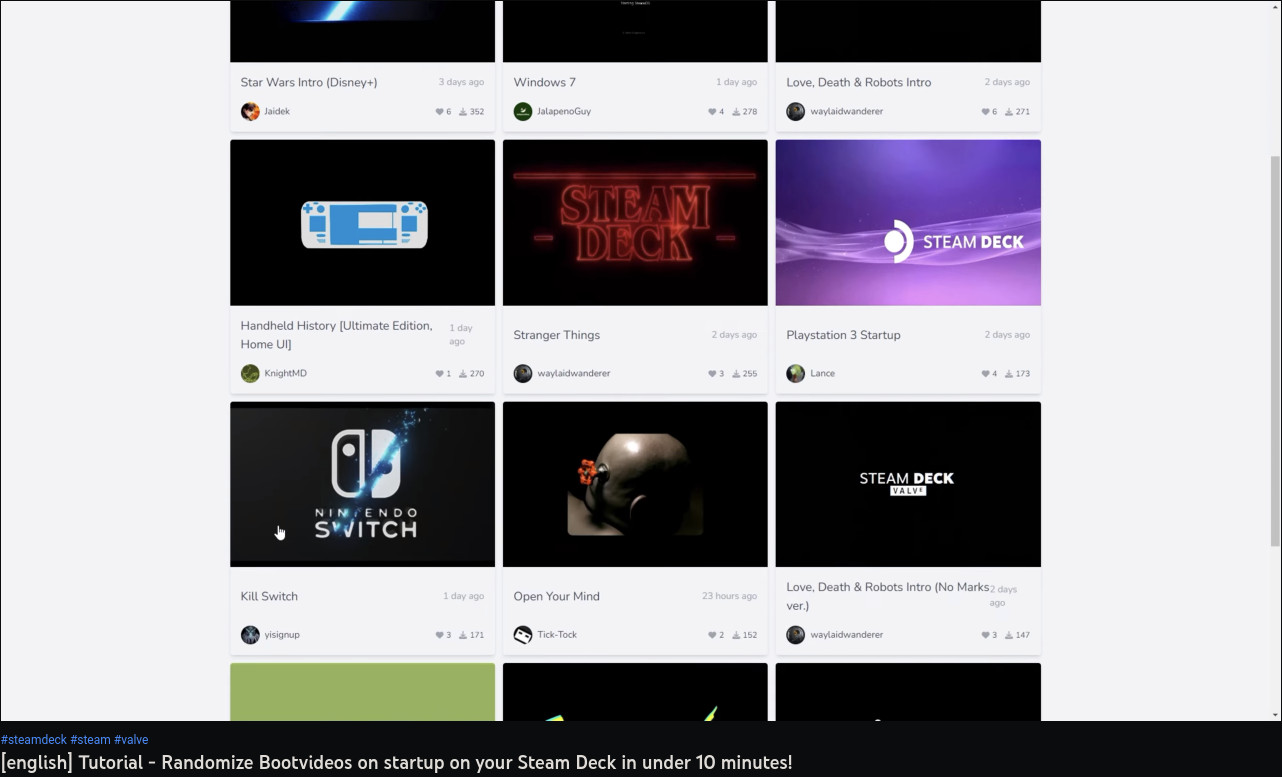 Star Wars Intro (Disney+) 3 days ago
Jaidek 6 352
Windows 7 1 day ago
JalapenoGuy 4 278
Love, Death & Robots Intro 2 days ago
waylaidwanderer 6 271
Handheld History [Ultimate Edition, 1 day
Home UI] ago
KnightMD 1 270
STEAM
DECK
Stranger Things 2 days ago
waylaidwanderer 3 255
STEAM DECK
Playstation 3 Startup 2 days ago
Lance 4 173
NINTENDO
SWITCH
Kill Switch 1 day ago
yisignup 3 171
Open Your Mind 23 hours ago
Tick-Tock 2 152
STEAM DECK
VALVE
Love, Death & Robots Intro (No Marks 2 days
ver.) ago
waylaidwanderer 3 147
#steamdeck #steam #valve
[english] Tutorial - Randomize Bootvideos on startup on your Steam Deck in under 10 minutes!